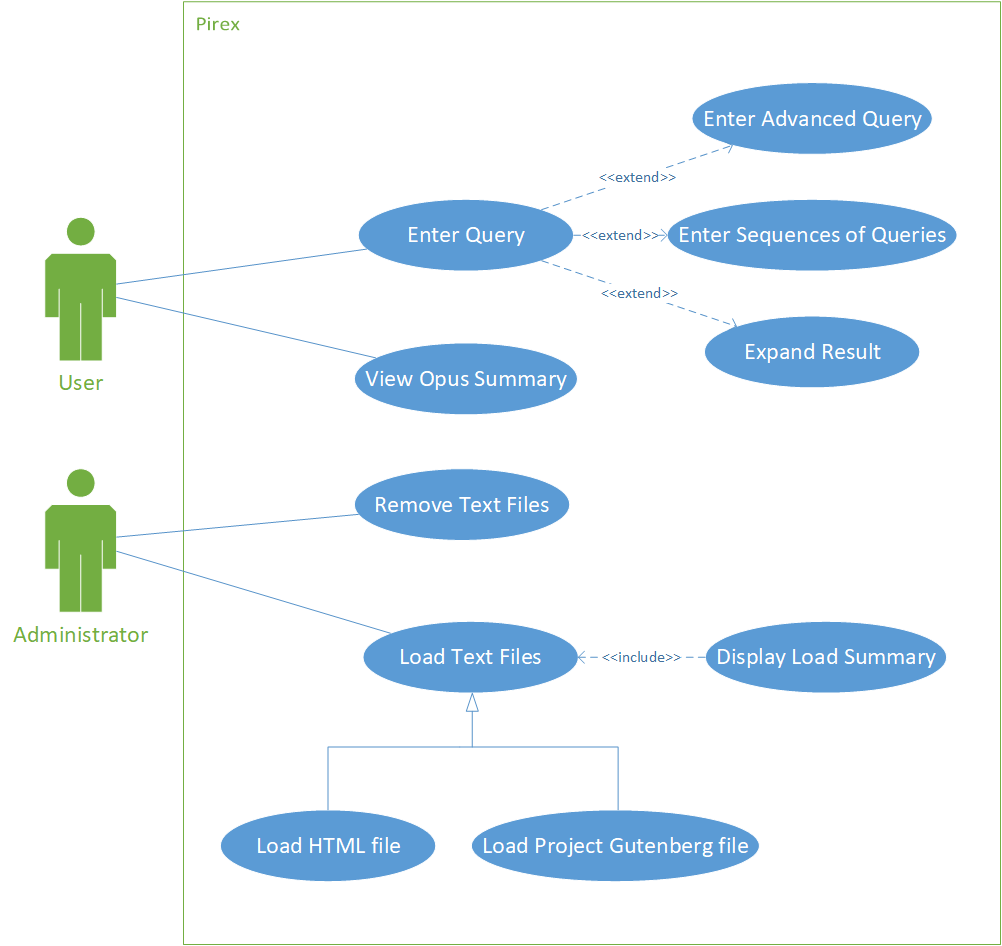 Pirex
Enter Advanced Query
<<extend>>
Enter Query
<<extend>>
Enter Sequences of Queries
<<extend>>
Expand Result
User
View Opus Summary
Remove Text Files
Administrator
Load Text Files
<<include>>
Display Load Summary
Load HTML file
Load Project Gutenberg file